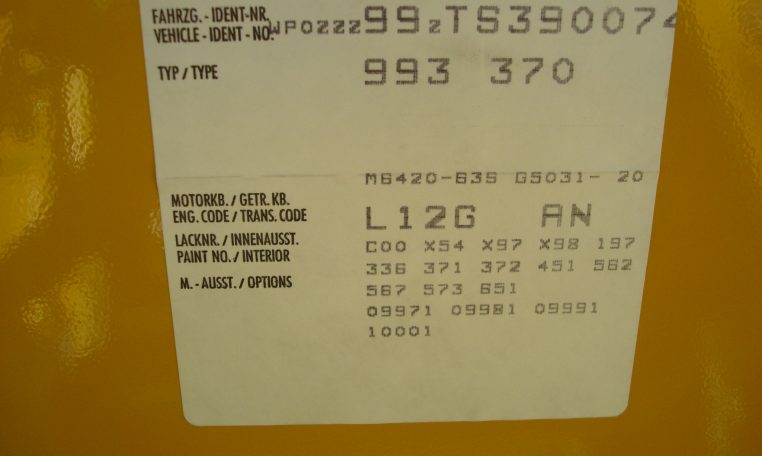 FAHRZG. - IDENT-NR.
VEHICLE - IDENT - NO. WP0ZZZ99ZTS390074
TYP / TYPE 993 370
M6420-63S G5031- 20
MOTORKB. / GETR. KB.
ENG. CODE / TRANS. CODE L12G AN
LACKNR. / INNENAUSST.
PAINT NO. / INTERIOR
M. - AUSST. / OPTIONS
C00 X54 X97 X98 197
336 371 372 451 562
567 573 651
09971 09981 09991
10001